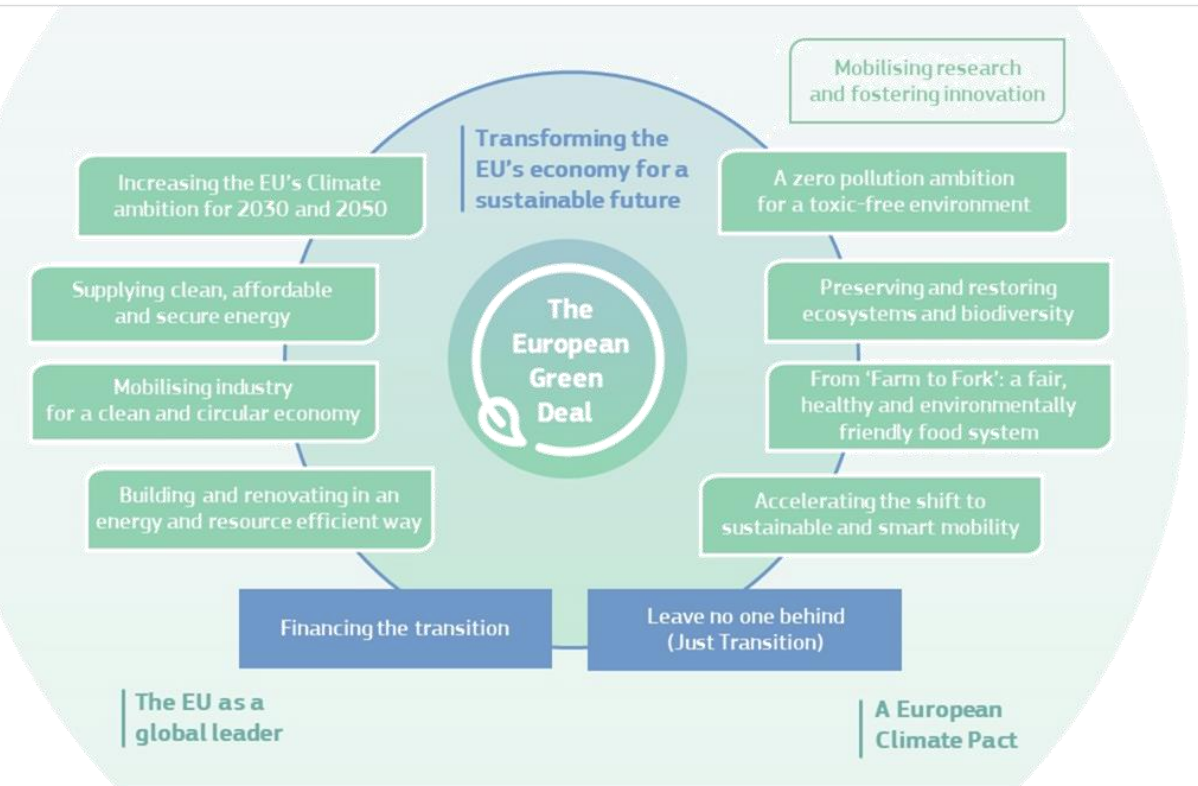 Mobilising research
and fostering innovation
Transforming the
EU's economy for a
sustainable future
Increasing the EU's Climate
ambition for 2030 and 2050
Supplying clean, affordable
and secure energy
Mobilising industry
for a clean and circular economy
Building and renovating in an
energy and resource efficient way
The
European
Green
Deal
A zero pollution ambition
for a toxic-free environment
Preserving and restoring
ecosystems and biodiversity
From ‘Farm to Fork’: a fair,
healthy and environmentally
friendly food system
Accelerating the shift to
sustainable and smart mobility
Financing the transition
Leave no one behind
(Just Transition)
The EU as a
global leader
A European
Climate Pact